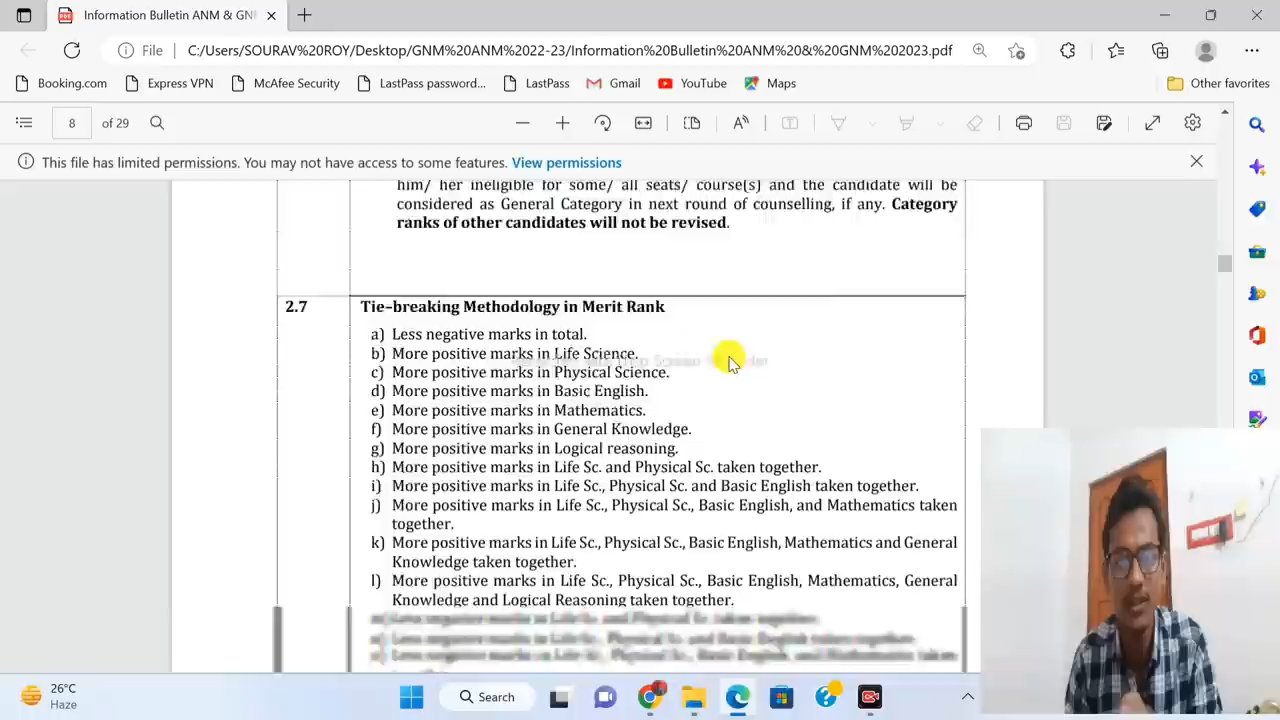 Information Bulletin ANM & GN
File C:/Users/SOURAV%20ROY/Desktop/GNM%20ANM%2022-23/Information%20Bulletin%20ANM%20&%20GNM%202023.pdf
Booking.com Express VPN McAfee Security LastPass password... LastPass Gmail YouTube Maps Other favorites
8 of 29
This file has limited permissions. You may not have access to some features. View permissions
him/ her ineligible for some/ all seats/ course(s) and the candidate will be
considered as General Category in next round of counselling, if any. Category
ranks of other candidates will not be revised.
2.7 Tie–breaking Methodology in Merit Rank
a) Less negative marks in total.
b) More positive marks in Life Science.
c) More positive marks in Physical Science.
d) More positive marks in Basic English.
e) More positive marks in Mathematics.
f) More positive marks in General Knowledge.
g) More positive marks in Logical reasoning.
h) More positive marks in Life Sc. and Physical Sc. taken together.
i) More positive marks in Life Sc., Physical Sc. and Basic English taken together.
j) More positive marks in Life Sc., Physical Sc., Basic English, and Mathematics taken
together.
k) More positive marks in Life Sc., Physical Sc., Basic English, Mathematics and General
Knowledge taken together.
l) More positive marks in Life Sc., Physical Sc., Basic English, Mathematics, General
Knowledge and Logical Reasoning taken together.
26°C
Haze
Search